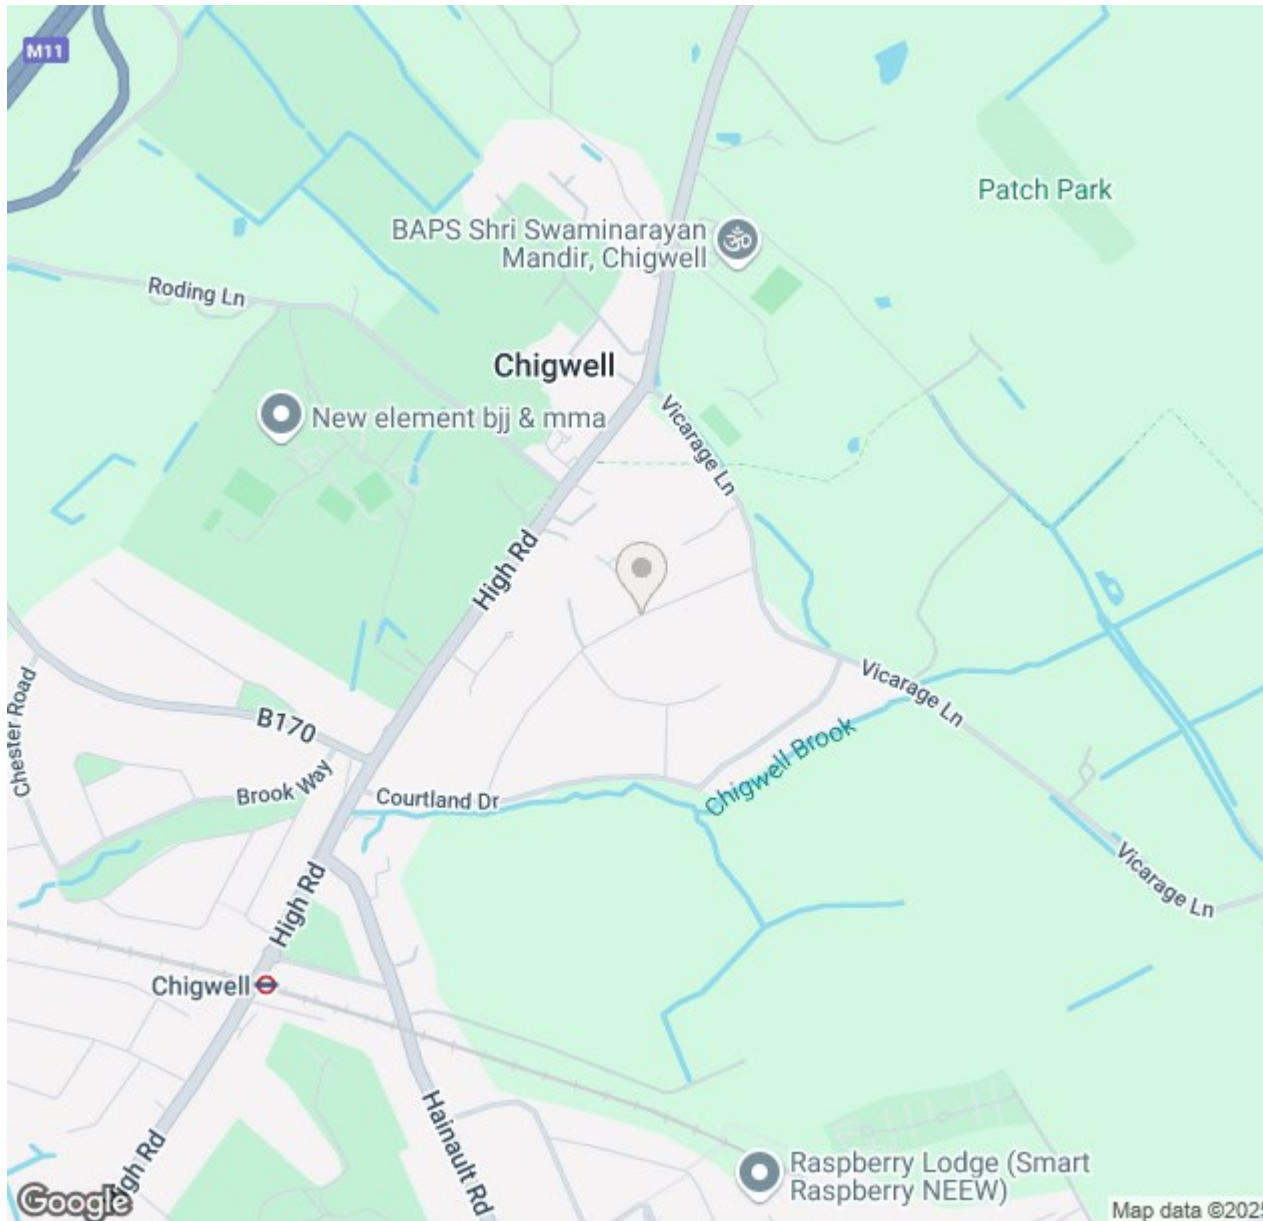 M11
Patch Park
BAPS Shri Swaminarayan
Mandir, Chigwell
Roding Ln
Chigwell
New element bjj & mma
Vicarage Ln
High Rd
Vicarage Ln
Chester Road
B170
Brook Way
Courtland Dr
Chigwell Brook
Vicarage Ln
High Rd
Chigwell
Hainault Rd
High Rd
Raspberry Lodge (Smart
Raspberry NEEW)
Google
Map data ©2025